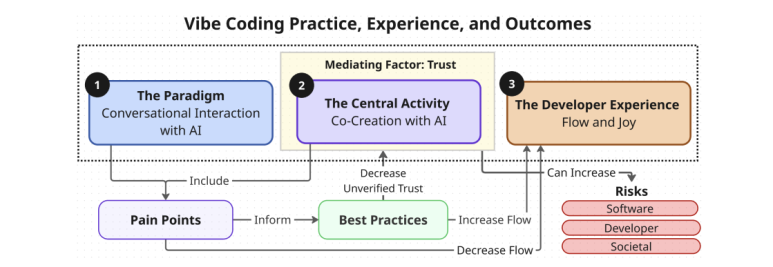 Vibe Coding Practice, Experience, and Outcomes
Mediating Factor: Trust
1
The Paradigm
Conversational Interaction
with AI
2
The Central Activity
Co-Creation with AI
3
The Developer Experience
Flow and Joy
Include
Decrease
Unverified Trust
Can Increase
Pain Points
Inform
Best Practices
Increase Flow
Decrease Flow
Risks
Software
Developer
Societal